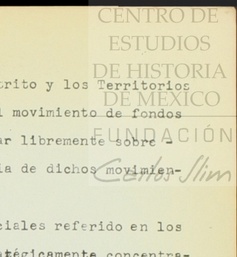 CENTRO DE
ESTUDIOS
DE HISTORIA
DE MÉXICO
FUNDACIÓN
Carlos Slim
trito y los Territorios
l movimiento de fondos
ar libremente sobre -
ia de dichos movimien-
ciales referido en los
atégicamente concentra-